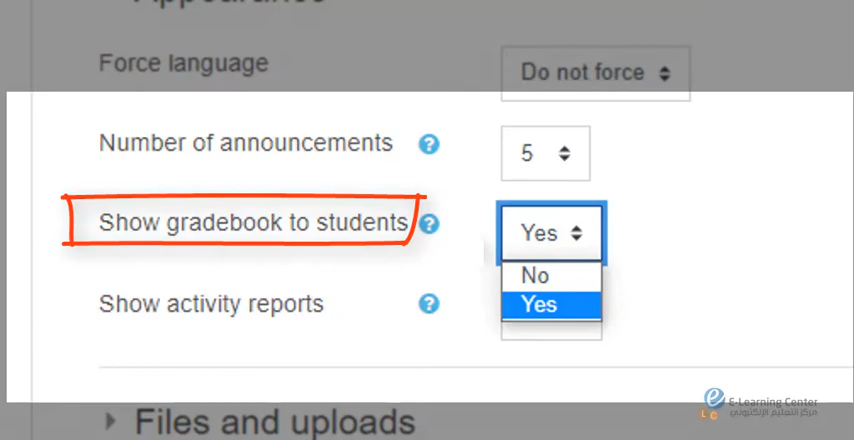 Appearance
Force language
Do not force
Number of announcements
5
Show gradebook to students
Yes
No
Yes
Show activity reports
Files and uploads
E-Learning Center
مركز التعليم الإلكتروني
LC